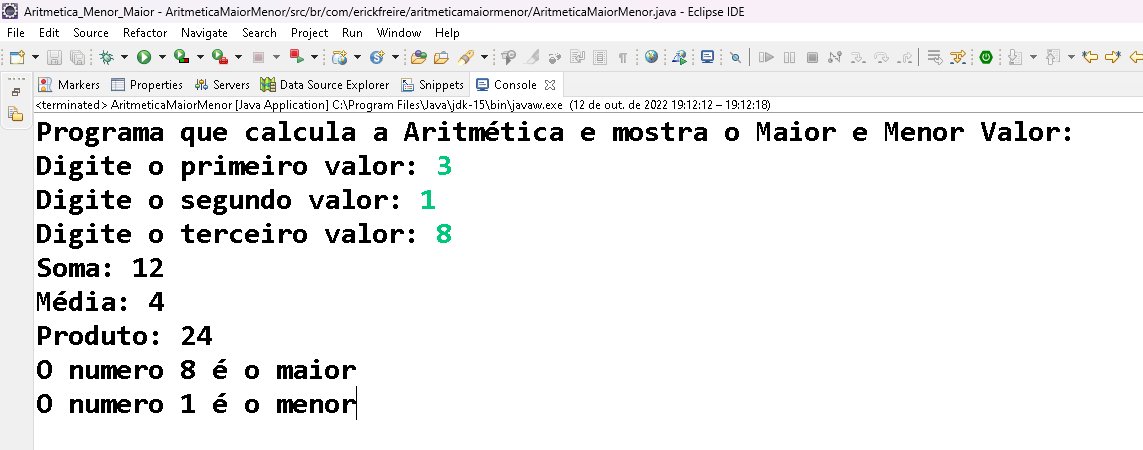 Aritmetica_Menor_Maior - AritmeticaMaiorMenor/src/br/com/erickfreire/aritmeticamaiormenor/AritmeticaMaiorMenor.java - Eclipse IDE
File Edit Source Refactor Navigate Search Project Run Window Help
Markers Properties Servers Data Source Explorer Snippets Console
<terminated> AritmeticaMaiorMenor [Java Application] C:\Program Files\Java\jdk-15\bin\javaw.exe (12 de out. de 2022 19:12:12 – 19:12:18)
Programa que calcula a Aritmética e mostra o Maior e Menor Valor:
Digite o primeiro valor: 3
Digite o segundo valor: 1
Digite o terceiro valor: 8
Soma: 12
Média: 4
Produto: 24
O numero 8 é o maior
O numero 1 é o menor